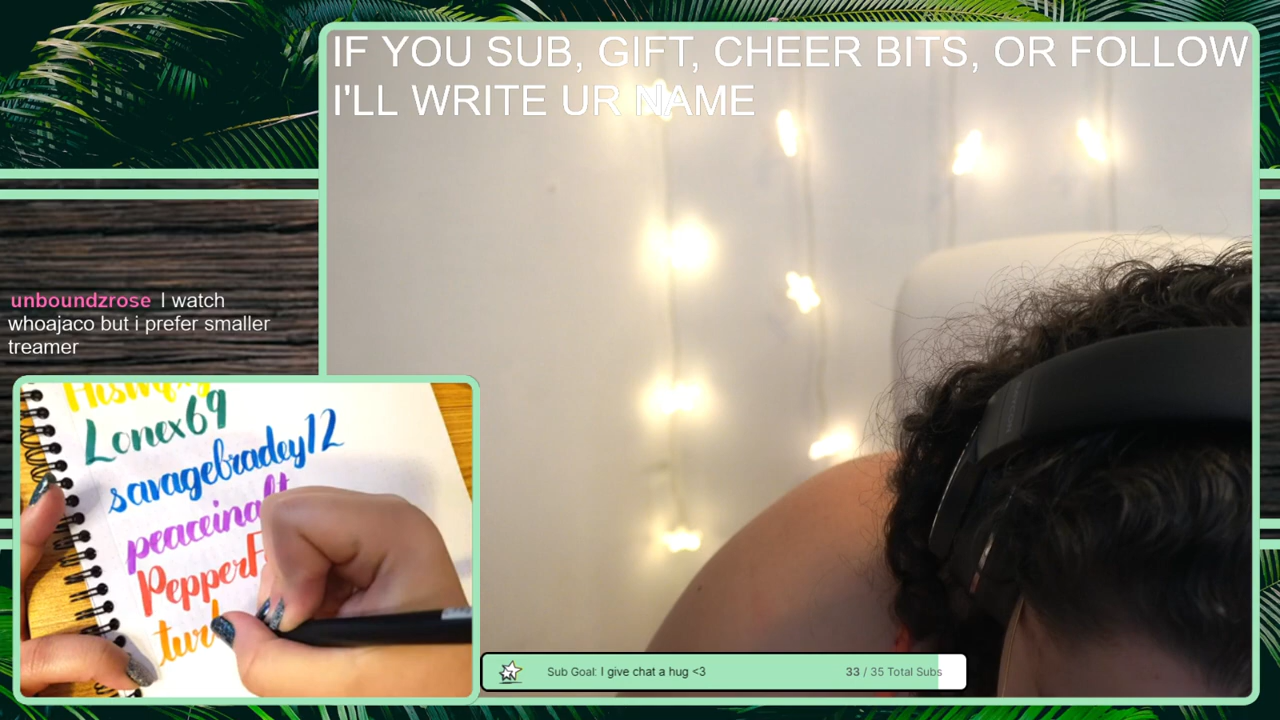 IF YOU SUB, GIFT, CHEER BITS, OR FOLLOW
I'LL WRITE UR NAME
unboundzrose I watch
whoajaco but i prefer smaller
treamer
Lonex69
savagebradey12
Sub Goal: I give chat a hug <3
33 / 35 Total Subs